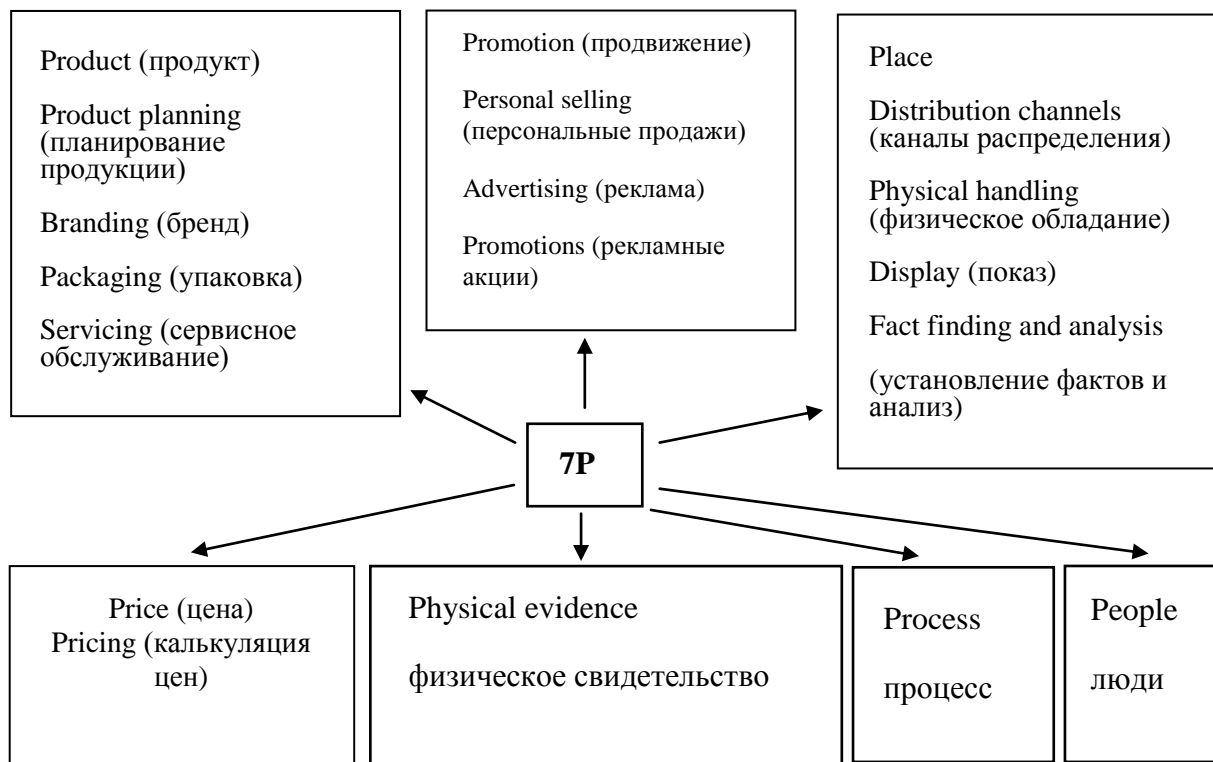 Product (продукт)
Product planning
(планирование
продукции)
Branding (бренд)
Packaging (упаковка)
Servicing (сервисное
обслуживание)
Promotion (продвижение)
Personal selling
(персональные продажи)
Advertising (реклама)
Promotions (рекламные
акции)
Place
Distribution channels
(каналы распределения)
Physical handling
(физическое обладание)
Display (показ)
Fact finding and analysis
(установление фактов и
анализ)
7P
Price (цена)
Pricing (калькуляция
цен)
Physical evidence
физическое свидетельство
Process
процесс
People
люди